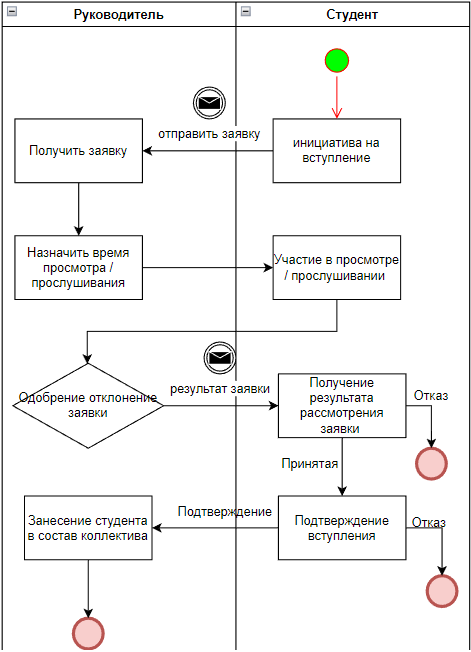 Руководитель
Студент
отправить заявку
Получить заявку
инициатива на
вступление
Назначить время
просмотра /
прослушивания
Участие в просмотре
/ прослушивании
Одобрение отклонение
заявки
результат заявки
Получение
результата
рассмотрения
заявки
Отказ
Принятая
Занесение студента
в состав коллектива
Подтверждение
Подтверждение
вступления
Отказ